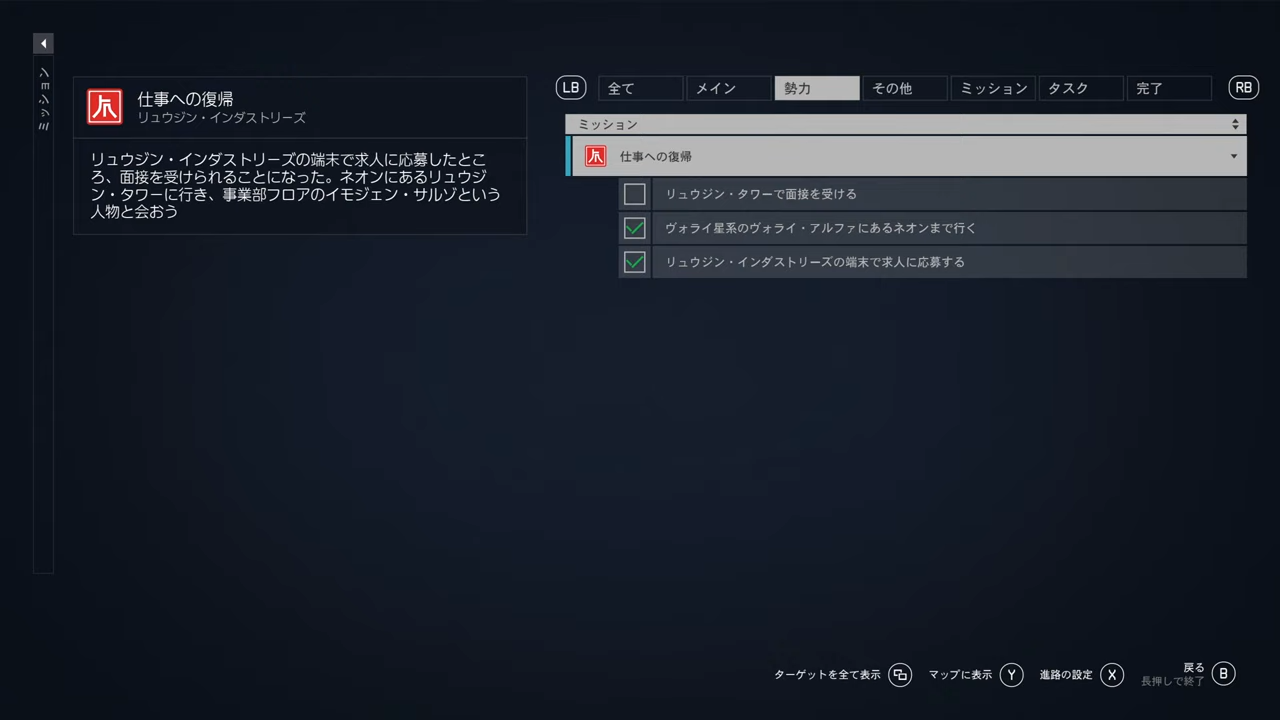 ミッション
仕事への復帰
リュウジン・インダストリーズ
リュウジン・インダストリーズの端末で求人に応募したとこ
ろ、面接を受けられることになった。ネオンにあるリュウジ
ン・タワーに行き、事業部フロアのイモジェン・サルゾという
人物と会おう
LB 全て メイン 勢力 その他 ミッション タスク 完了 RB
ミッション
仕事への復帰
リュウジン・タワーで面接を受ける
ヴォライ星系のヴォライ・アルファにあるネオンまで行く
リュウジン・インダストリーズの端末で求人に応募する
ターゲットを全て表示 マップに表示 Y 進路の設定 X 戻る B
長押しで終了